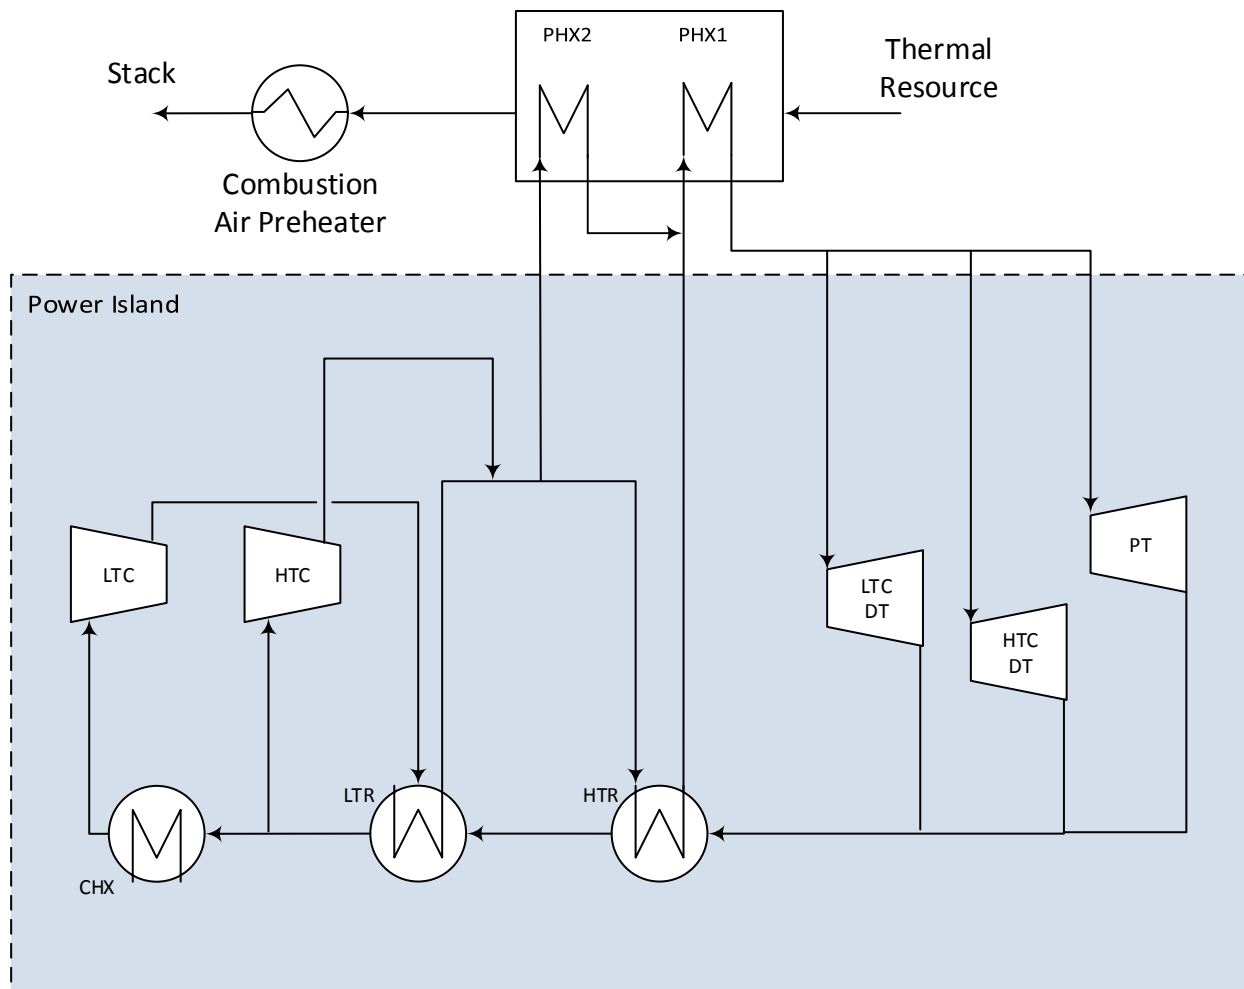 PHX2
PHX1
Thermal
Resource
Stack
Combustion
Air Preheater
Power Island
LTC
HTC
LTC
DT
HTC
DT
PT
LTR
HTR
CHX